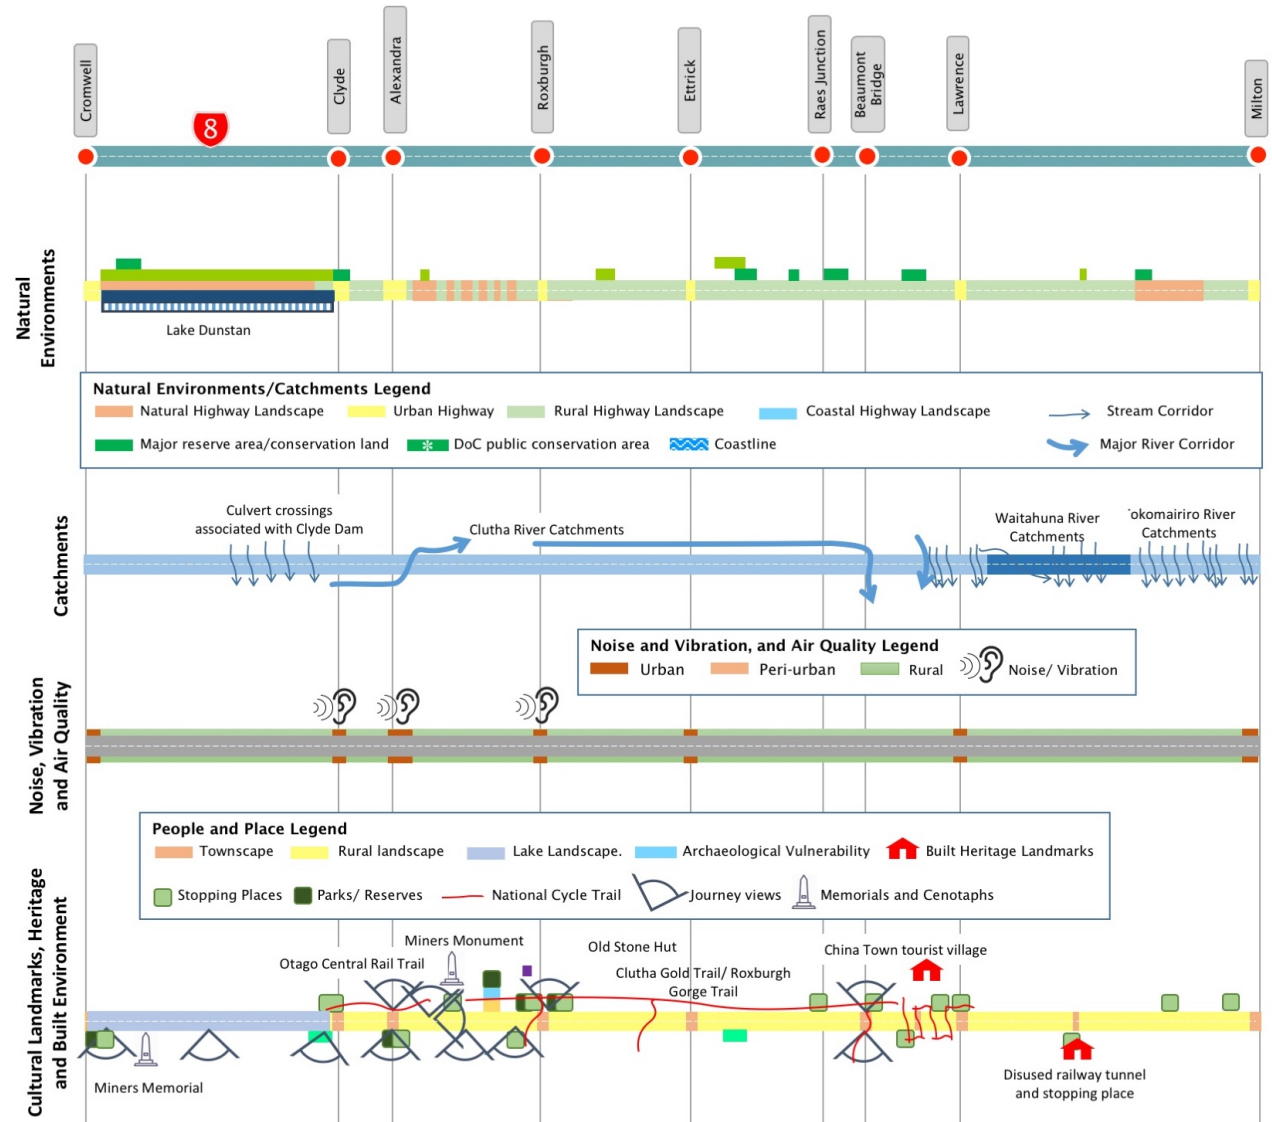 Cromwell
Clyde
Alexandra
Roxburgh
Ettrick
Raes Junction
Beaumont
Bridge
Lawrence
Milton
8
Natural
Environments
Lake Dunstan
Natural Environments/Catchments Legend
Natural Highway Landscape
Urban Highway
Rural Highway Landscape
Coastal Highway Landscape
Stream Corridor
Major reserve area/conservation land
DoC public conservation area
Coastline
Major River Corridor
Catchments
Culvert crossings
associated with Clyde Dam
Clutha River Catchments
Waitahuna River
Catchments
okomairiro River
Catchments
Noise and Vibration, and Air Quality Legend
Urban
Peri-urban
Rural
Noise/ Vibration
Noise, Vibration
and Air Quality
People and Place Legend
Townscape
Rural landscape
Lake Landscape.
Archaeological Vulnerability
Built Heritage Landmarks
Stopping Places
Parks/ Reserves
National Cycle Trail
Journey views
Memorials and Cenotaphs
Cultural Landmarks, Heritage
and Built Environment
Miners Monument
Otago Central Rail Trail
Old Stone Hut
Clutha Gold Trail/ Roxburgh
Gorge Trail
China Town tourist village
Miners Memorial
Disused railway tunnel
and stopping place